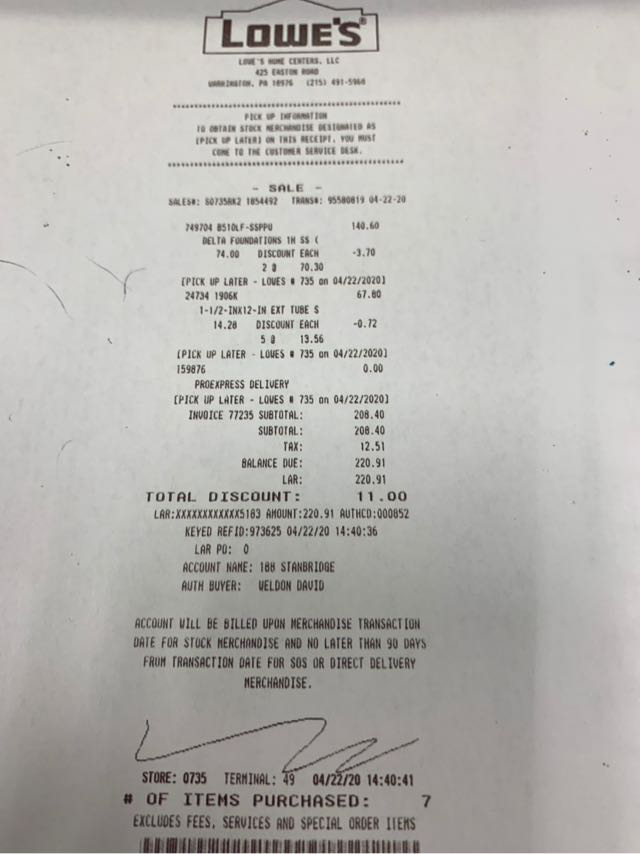 LOWE'S
LOWE'S HOME CENTERS, LLC
425 EASTON ROAD
WARRINGTON, PA 18976 (215) 491-5960
****************************************
PICK UP INFORMATION
TO OBTAIN STOCK MERCHANDISE DESIGNATED AS
[PICK UP LATER] ON THIS RECEIPT, YOU MUST
COME TO THE CUSTOMER SERVICE DESK.
****************************************
- SALE -
SALES#: S0735RK2 1854492 TRANS#: 95580819 04-22-20
749704 B510LF-SSPPU 140.60
DELTA FOUNDATIONS 1H SS (
74.00 DISCOUNT EACH -3.70
2 @ 70.30
[PICK UP LATER - LOWES # 735 on 04/22/2020]
24734 1906K 67.80
1-1/2-INX12-IN EXT TUBE S
14.28 DISCOUNT EACH -0.72
5 @ 13.56
[PICK UP LATER - LOWES # 735 on 04/22/2020]
159876 0.00
PROEXPRESS DELIVERY
[PICK UP LATER - LOWES # 735 on 04/22/2020]
INVOICE 77235 SUBTOTAL: 208.40
SUBTOTAL: 208.40
TAX: 12.51
BALANCE DUE: 220.91
LAR: 220.91
TOTAL DISCOUNT: 11.00
LAR:XXXXXXXXXXXX5183 AMOUNT:220.91 AUTHCD:000852
KEYED REFID:973625 04/22/20 14:40:36
LAR PO: 0
ACCOUNT NAME: 188 STANBRIDGE
AUTH BUYER: WELDON DAVID
ACCOUNT WILL BE BILLED UPON MERCHANDISE TRANSACTION
DATE FOR STOCK MERCHANDISE AND NO LATER THAN 90 DAYS
FROM TRANSACTION DATE FOR SOS OR DIRECT DELIVERY
MERCHANDISE.
STORE: 0735 TERMINAL: 49 04/22/20 14:40:41
# OF ITEMS PURCHASED: 7
EXCLUDES FEES, SERVICES AND SPECIAL ORDER ITEMS